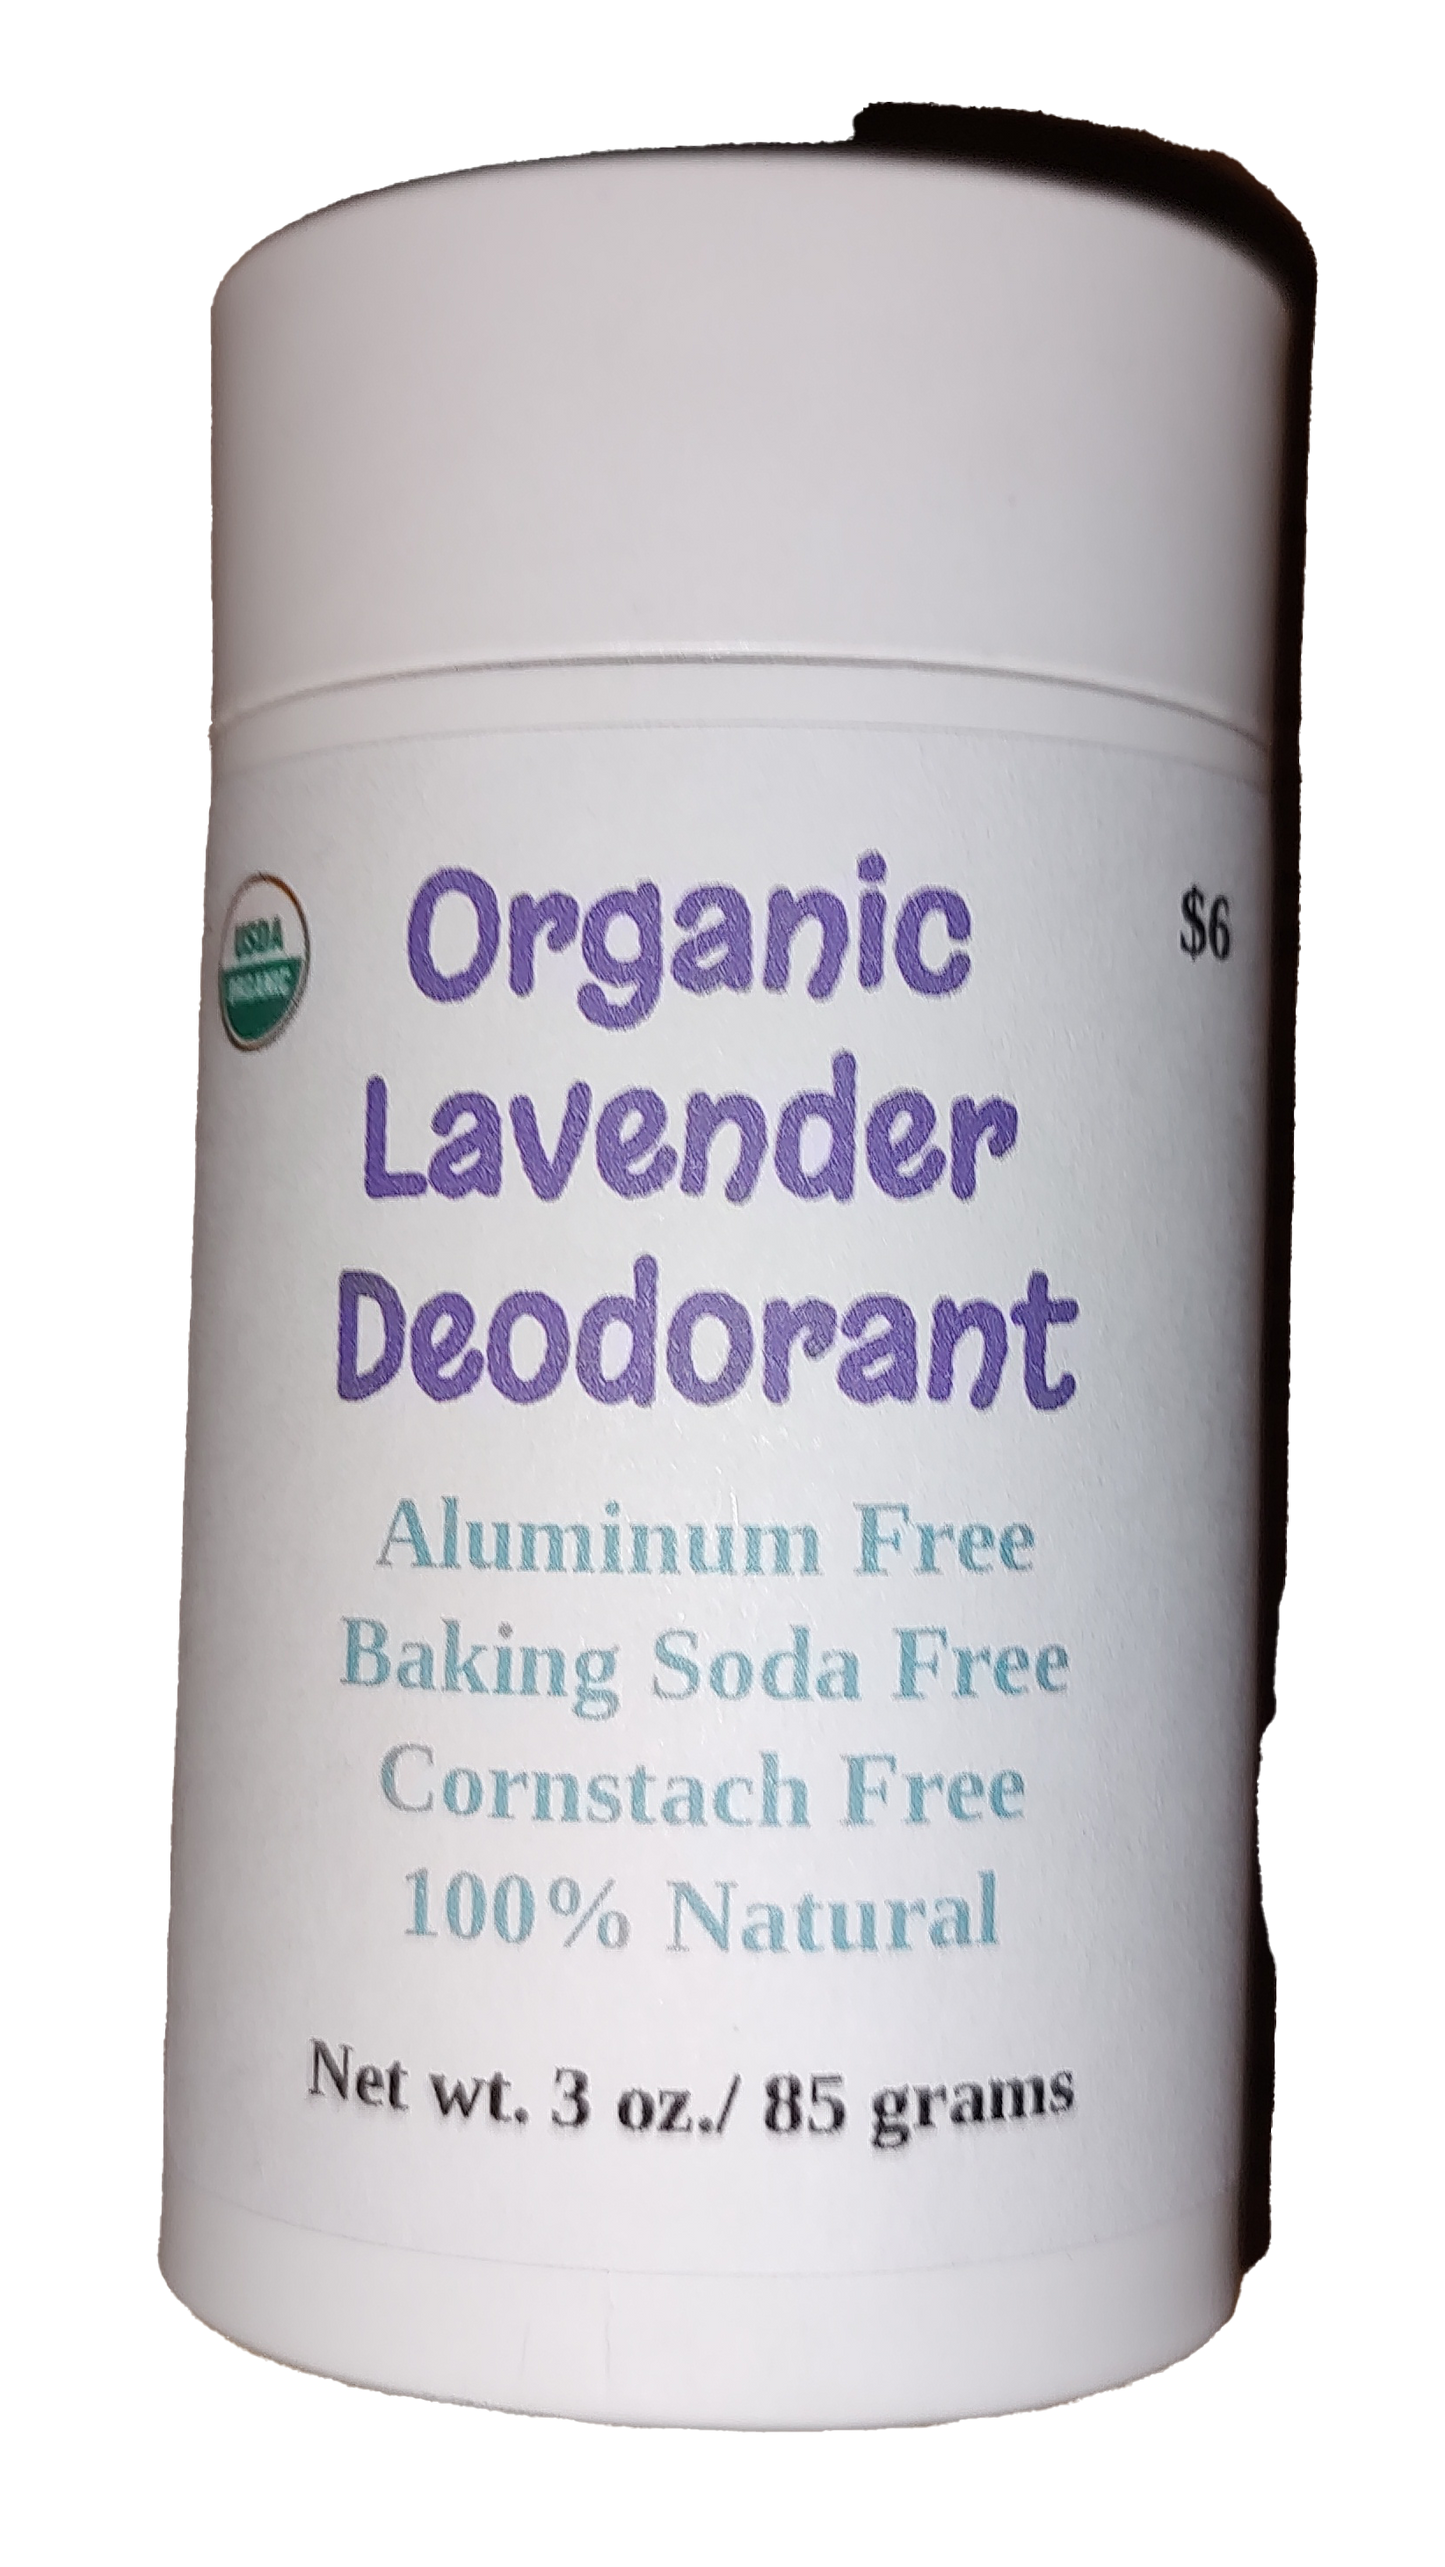 USDA
ORGANIC
Organic
$6
Lavender
Deodorant
Aluminum Free
Baking Soda Free
Cornstach Free
100% Natural
Net wt. 3 oz./ 85 grams